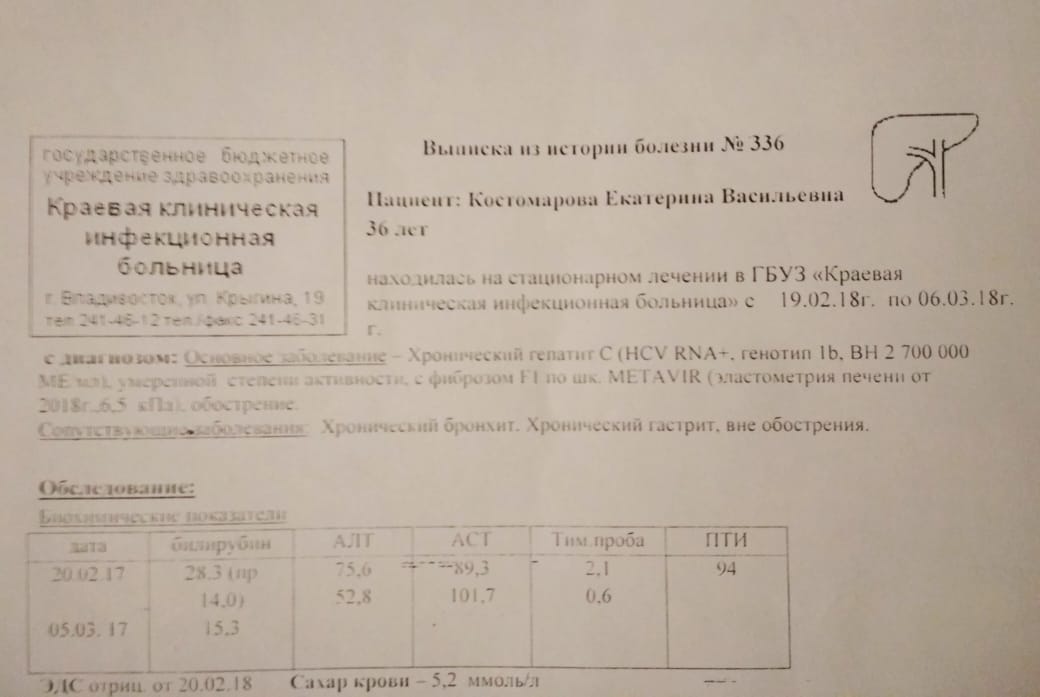 государственное бюджетное
учреждение здравоохранения
Краевая клиническая
инфекционная
больница
г. Владивосток, ул. Крыгина, 19
тел. 241-46-12 тел./факс 241-46-31
Выписка из истории болезни № 336
Пациент: Костомарова Екатерина Васильевна
36 лет
находилась на стационарном лечении в ГБУЗ «Краевая
клиническая инфекционная больница» с 19.02.18г. по 06.03.18г.
г.
с диагнозом: Основное заболевание – Хронический гепатит С (HCV RNA+, генотип 1b, ВН 2 700 000
МЕ/мл), умеренной степени активности, с фиброзом F1 по шк. METAVIR (эластометрия печени от
2018г.,6,5 кПа), обострение.
Сопутствующие заболевания: Хронический бронхит. Хронический гастрит, вне обострения.
Обследование:
Биохимические показатели
дата билирубин АЛТ АСТ Тим.проба ПТИ
20.02.17 28.3 (пр 75,6 89,3 2,1 94
14,0) 52,8 101,7 0,6
05.03. 17 15,3
ЭДС отриц. от 20.02.18 Сахар крови – 5,2 ммоль/л